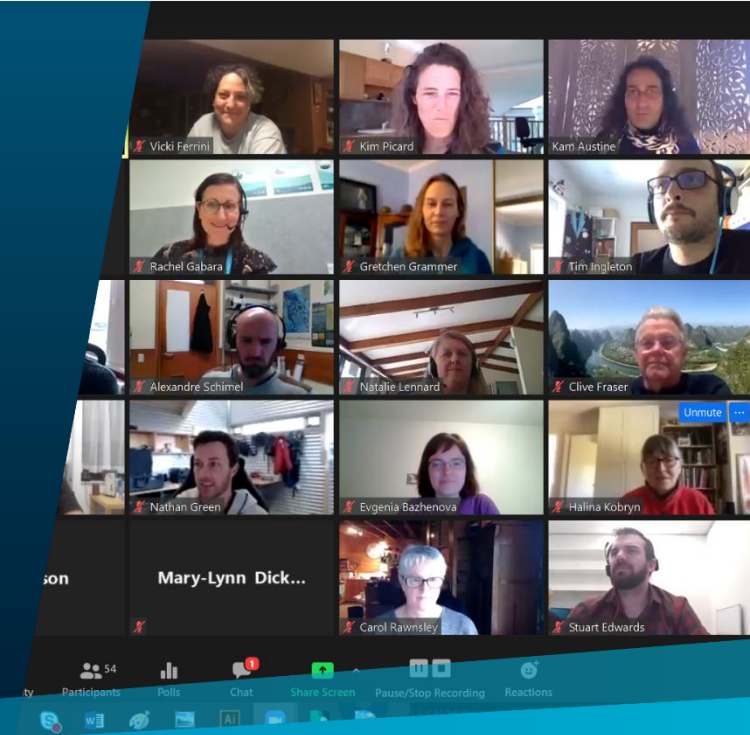 Vicki Ferrini
Kim Picard
Kam Austine
Rachel Gabara
Gretchen Grammer
Tim Ingleton
Alexandre Schimel
Natalie Lennard
Clive Fraser
Unmute ...
Nathan Green
Evgenia Bazhenova
Halina Kobryn
son
Mary-Lynn Dick...
Carol Rawnsley
Stuart Edwards
54
1
ty
Participants
Polls
Chat
Share Screen
Pause/Stop Recording
Reactions
S
W
Ai